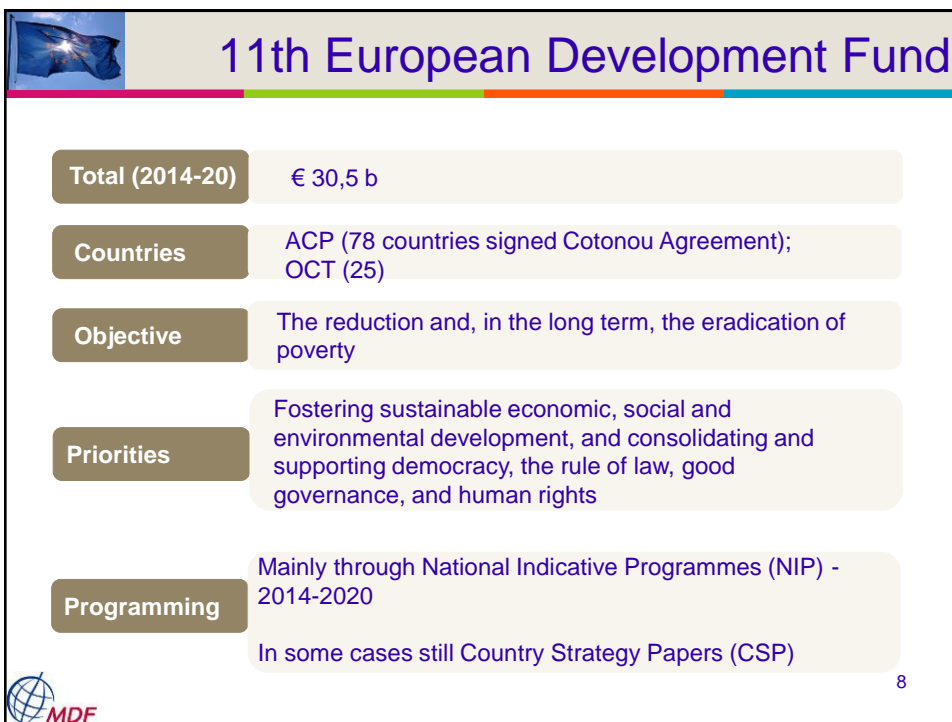 11th European Development Fund
Total (2014-20)
€ 30,5 b
Countries
ACP (78 countries signed Cotonou Agreement);
OCT (25)
Objective
The reduction and, in the long term, the eradication of
poverty
Priorities
Fostering sustainable economic, social and
environmental development, and consolidating and
supporting democracy, the rule of law, good
governance, and human rights
Programming
Mainly through National Indicative Programmes (NIP) -
2014-2020
In some cases still Country Strategy Papers (CSP)
8
MDF